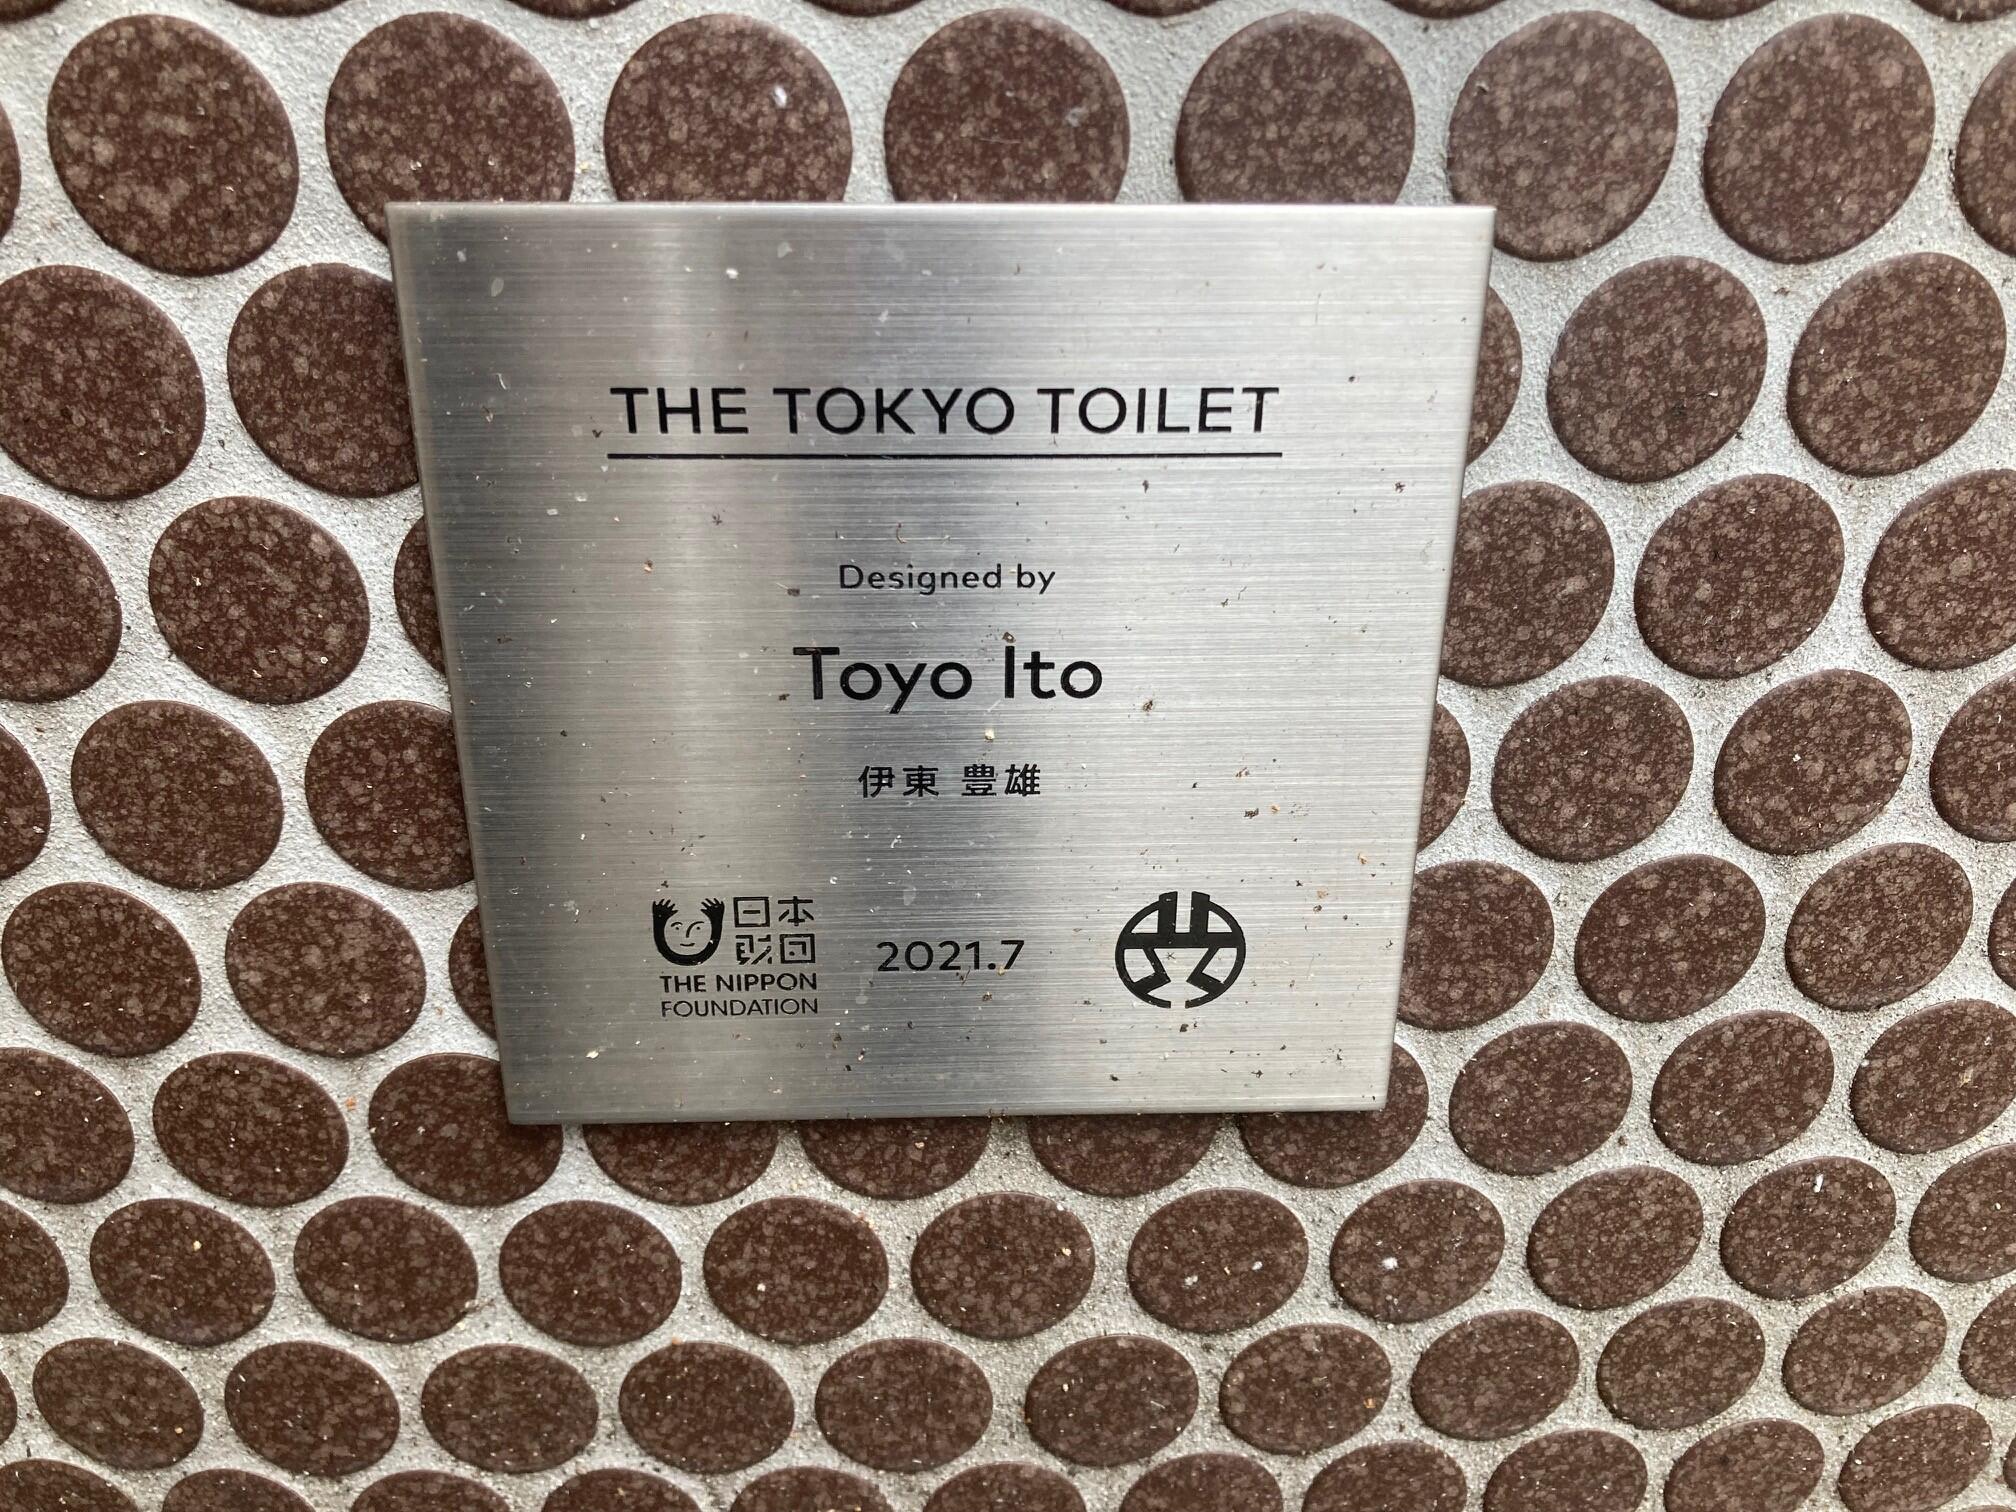 THE TOKYO TOILET
Designed by
Toyo Ito
伊東 豊雄
日本
財団
THE NIPPON
FOUNDATION
2021.7